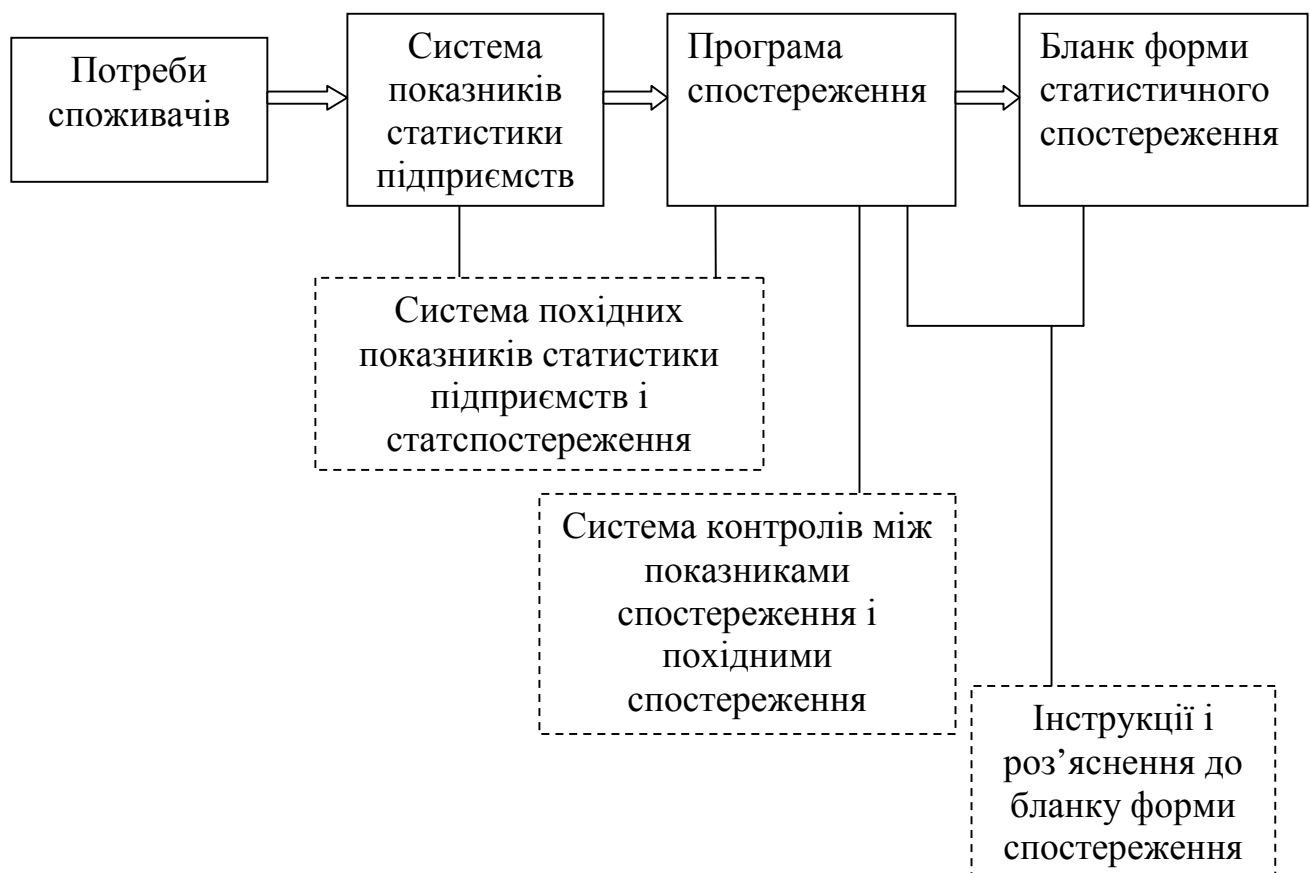 Потреби
споживачів
Система
показників
статистики
підприємств
Програма
спостереження
Бланк форми
статистичного
спостереження
Система похідних
показників статистики
підприємств і
статспостереження
Система контролів між
показниками
спостереження і
похідними
спостереження
Інструкції і
роз’яснення до
бланку форми
спостереження